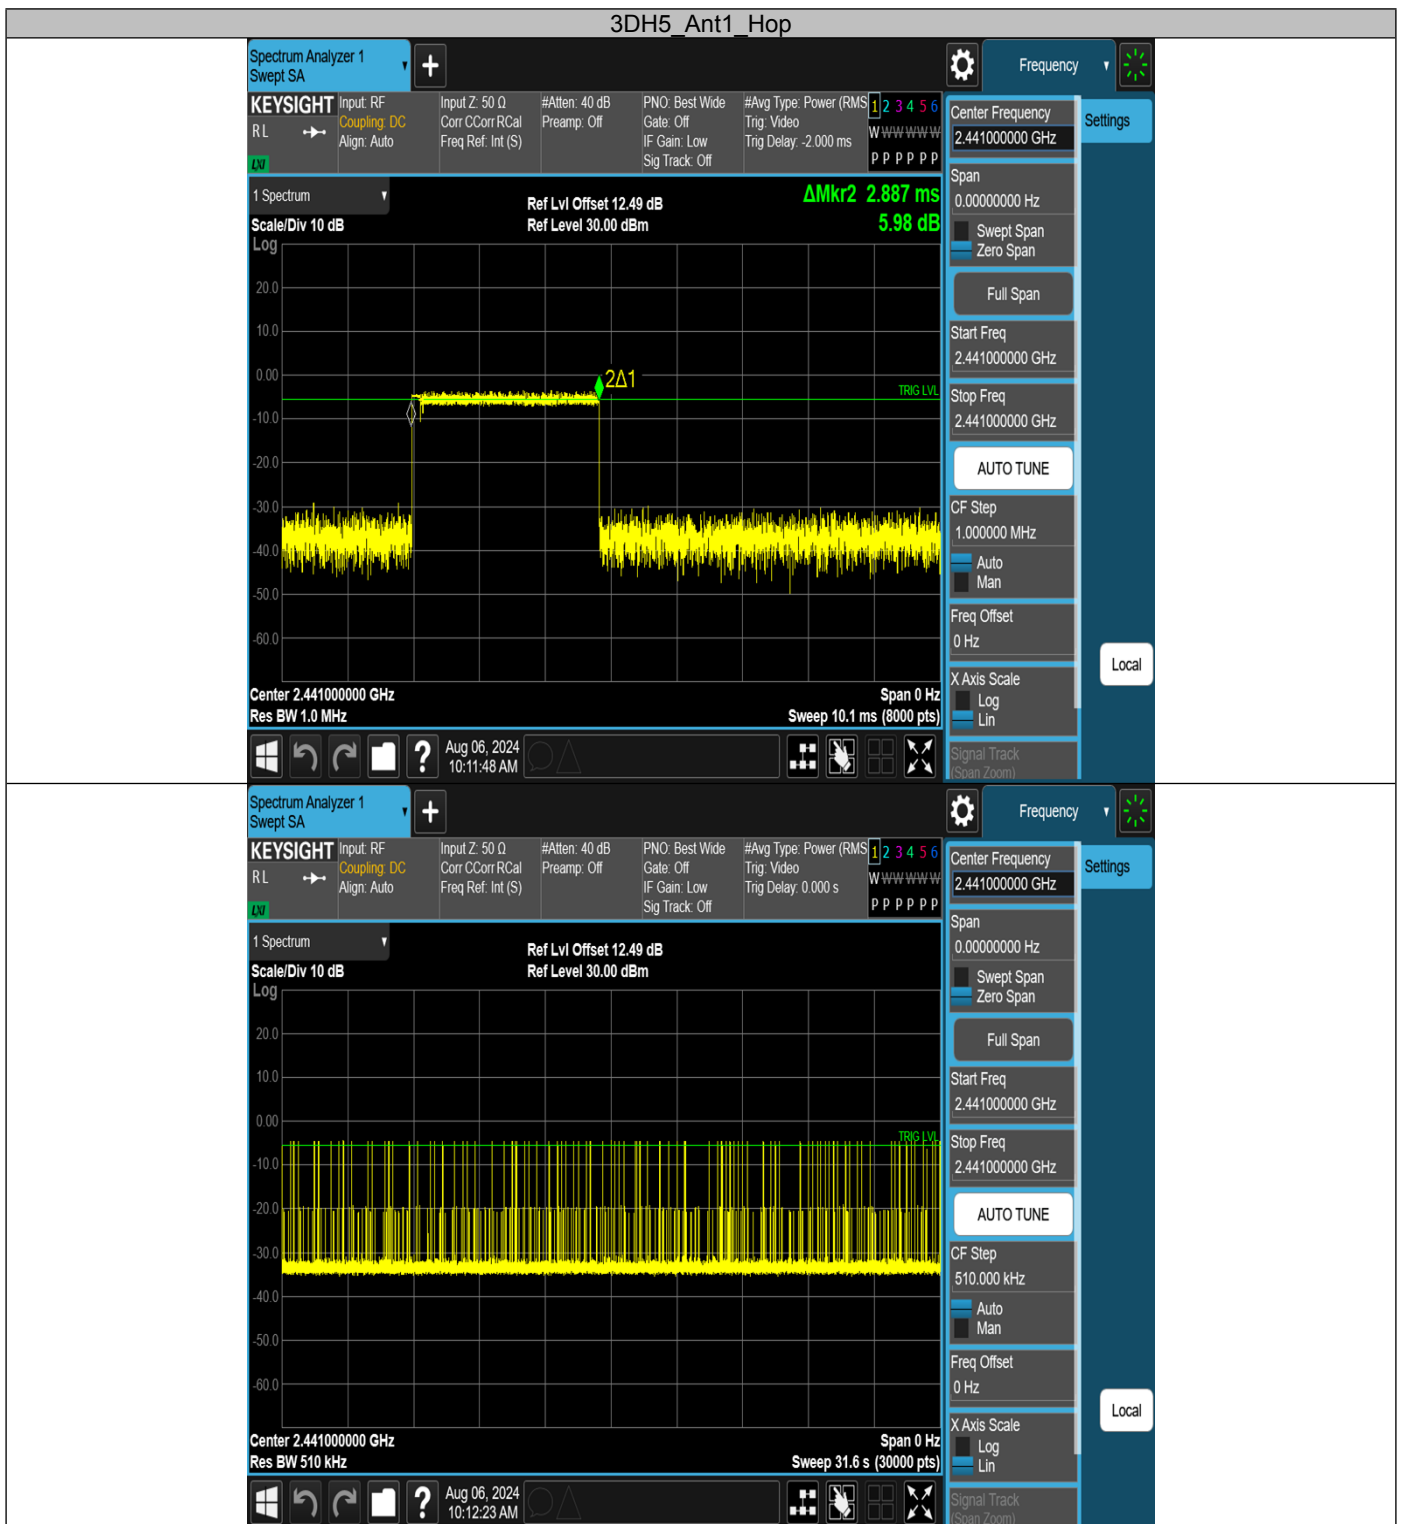 3DH5_Ant1_Hop
Spectrum Analyzer 1
Swept SA
+
Frequency
KEYSIGHT
RL
LXI
Input: RF
Coupling: DC
Align: Auto
Input Z: 50 Ω
Corr CCorr RCal
Freq Ref: Int (S)
#Atten: 40 dB
Preamp: Off
PNO: Best Wide
Gate: Off
IF Gain: Low
Sig Track: Off
#Avg Type: Power (RMS
Trig: Video
Trig Delay: -2.000 ms
1 2 3 4 5 6
W W W W W W
P P P P P P
Center Frequency
2.441000000 GHz
Settings
1 Spectrum
Scale/Div 10 dB
Log
Ref Lvl Offset 12.49 dB
Ref Level 30.00 dBm
ΔMkr2 2.887 ms
5.98 dB
20.0
10.0
0.00
-10.0
-20.0
-30.0
-40.0
-50.0
-60.0
2Δ1
TRIG LVL
Center 2.441000000 GHz
Res BW 1.0 MHz
Span 0 Hz
Sweep 10.1 ms (8000 pts)
Span
0.00000000 Hz
Swept Span
Zero Span
Full Span
Start Freq
2.441000000 GHz
Stop Freq
2.441000000 GHz
AUTO TUNE
CF Step
1.000000 MHz
Auto
Man
Freq Offset
0 Hz
X Axis Scale
Log
Lin
Signal Track
(Span Zoom)
Local
?
Aug 06, 2024
10:11:48 AM
Spectrum Analyzer 1
Swept SA
+
Frequency
KEYSIGHT
RL
LXI
Input: RF
Coupling: DC
Align: Auto
Input Z: 50 Ω
Corr CCorr RCal
Freq Ref: Int (S)
#Atten: 40 dB
Preamp: Off
PNO: Best Wide
Gate: Off
IF Gain: Low
Sig Track: Off
#Avg Type: Power (RMS
Trig: Video
Trig Delay: 0.000 s
1 2 3 4 5 6
W W W W W W
P P P P P P
Center Frequency
2.441000000 GHz
Settings
1 Spectrum
Scale/Div 10 dB
Log
Ref Lvl Offset 12.49 dB
Ref Level 30.00 dBm
20.0
10.0
0.00
-10.0
-20.0
-30.0
-40.0
-50.0
-60.0
TRIG LVL
Center 2.441000000 GHz
Res BW 510 kHz
Span 0 Hz
Sweep 31.6 s (30000 pts)
Span
0.00000000 Hz
Swept Span
Zero Span
Full Span
Start Freq
2.441000000 GHz
Stop Freq
2.441000000 GHz
AUTO TUNE
CF Step
510.000 kHz
Auto
Man
Freq Offset
0 Hz
X Axis Scale
Log
Lin
Signal Track
(Span Zoom)
Local
?
Aug 06, 2024
10:12:23 AM